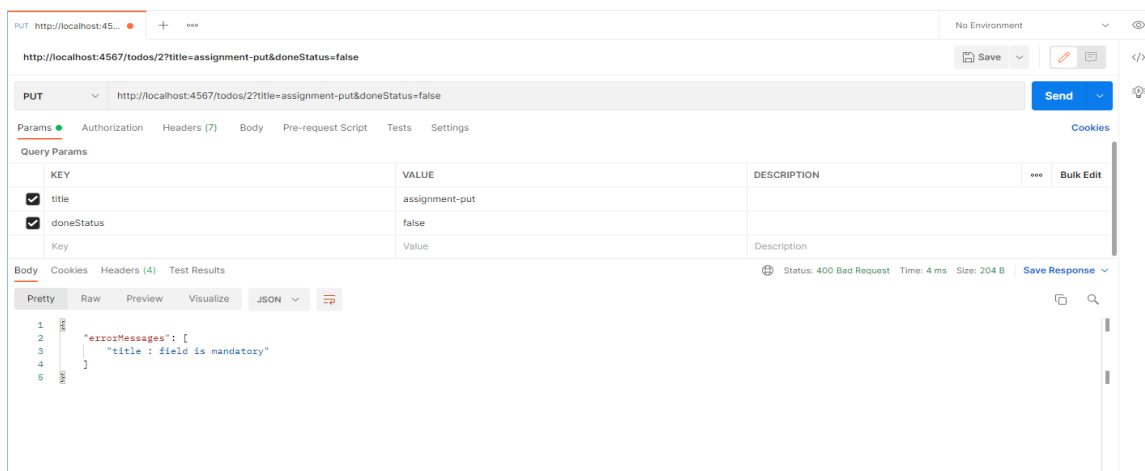 PUT http://localhost:45... No Environment
http://localhost:4567/todos/2?title=assignment-put&doneStatus=false Save
PUT http://localhost:4567/todos/2?title=assignment-put&doneStatus=false Send
Params Authorization Headers (7) Body Pre-request Script Tests Settings Cookies
Query Params
KEY VALUE DESCRIPTION Bulk Edit
title assignment-put
doneStatus false
Key Value Description
Body Cookies Headers (4) Test Results Status: 400 Bad Request Time: 4 ms Size: 204 B Save Response
Pretty Raw Preview Visualize JSON
1 {
2 "errorMessages": [
3 "title : field is mandatory"
4 ]
5 }